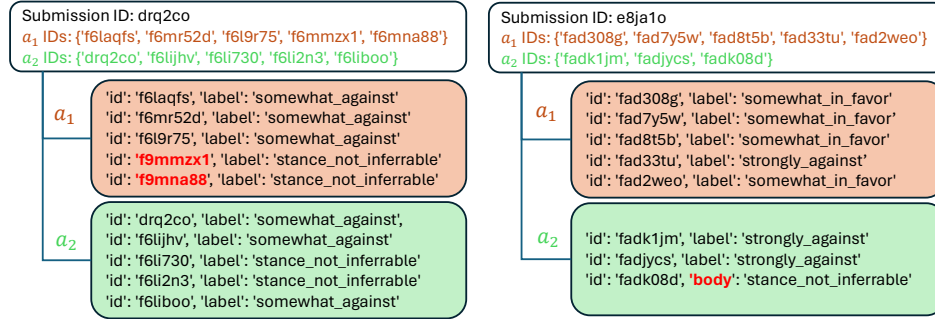 Submission ID: drq2co
a₁ IDs: {'f6laqfs', 'f6mr52d', 'f6l9r75', 'f6mmzx1', 'f6mna88'}
a₂ IDs: {'drq2co', 'f6lijhv', 'f6li730', 'f6li2n3', 'f6liboo'}
a₁
'id': 'f6laqfs', 'label': 'somewhat_against'
'id': 'f6mr52d', 'label': 'somewhat_against'
'id': 'f6l9r75', 'label': 'somewhat_against'
'id': 'f9mmzx1', 'label': 'stance_not_inferrable'
'id': 'f9mna88', 'label': 'stance_not_inferrable'
a₂
'id': 'drq2co', 'label': 'somewhat_against',
'id': 'f6lijhv', 'label': 'somewhat_against'
'id': 'f6li730', 'label': 'stance_not_inferrable'
'id': 'f6li2n3', 'label': 'stance_not_inferrable'
'id': 'f6liboo', 'label': 'somewhat_against'
Submission ID: e8ja1o
a₁ IDs: {'fad308g', 'fad7y5w', 'fad8t5b', 'fad33tu', 'fad2weo'}
a₂ IDs: {'fadk1jm', 'fadjycs', 'fadk08d'}
a₁
'id': 'fad308g', 'label': 'somewhat_in_favor'
'id': 'fad7y5w', 'label': 'somewhat_in_favor’
'id': 'fad8t5b', 'label': 'somewhat_in_favor'
'id': 'fad33tu', 'label': 'strongly_against’
'id': 'fad2weo', 'label': 'somewhat_in_favor'
a₂
'id': 'fadk1jm', 'label': 'strongly_against'
'id': 'fadjycs', 'label': 'strongly_against'
'id': 'fadk08d', 'body': 'stance_not_inferrable'